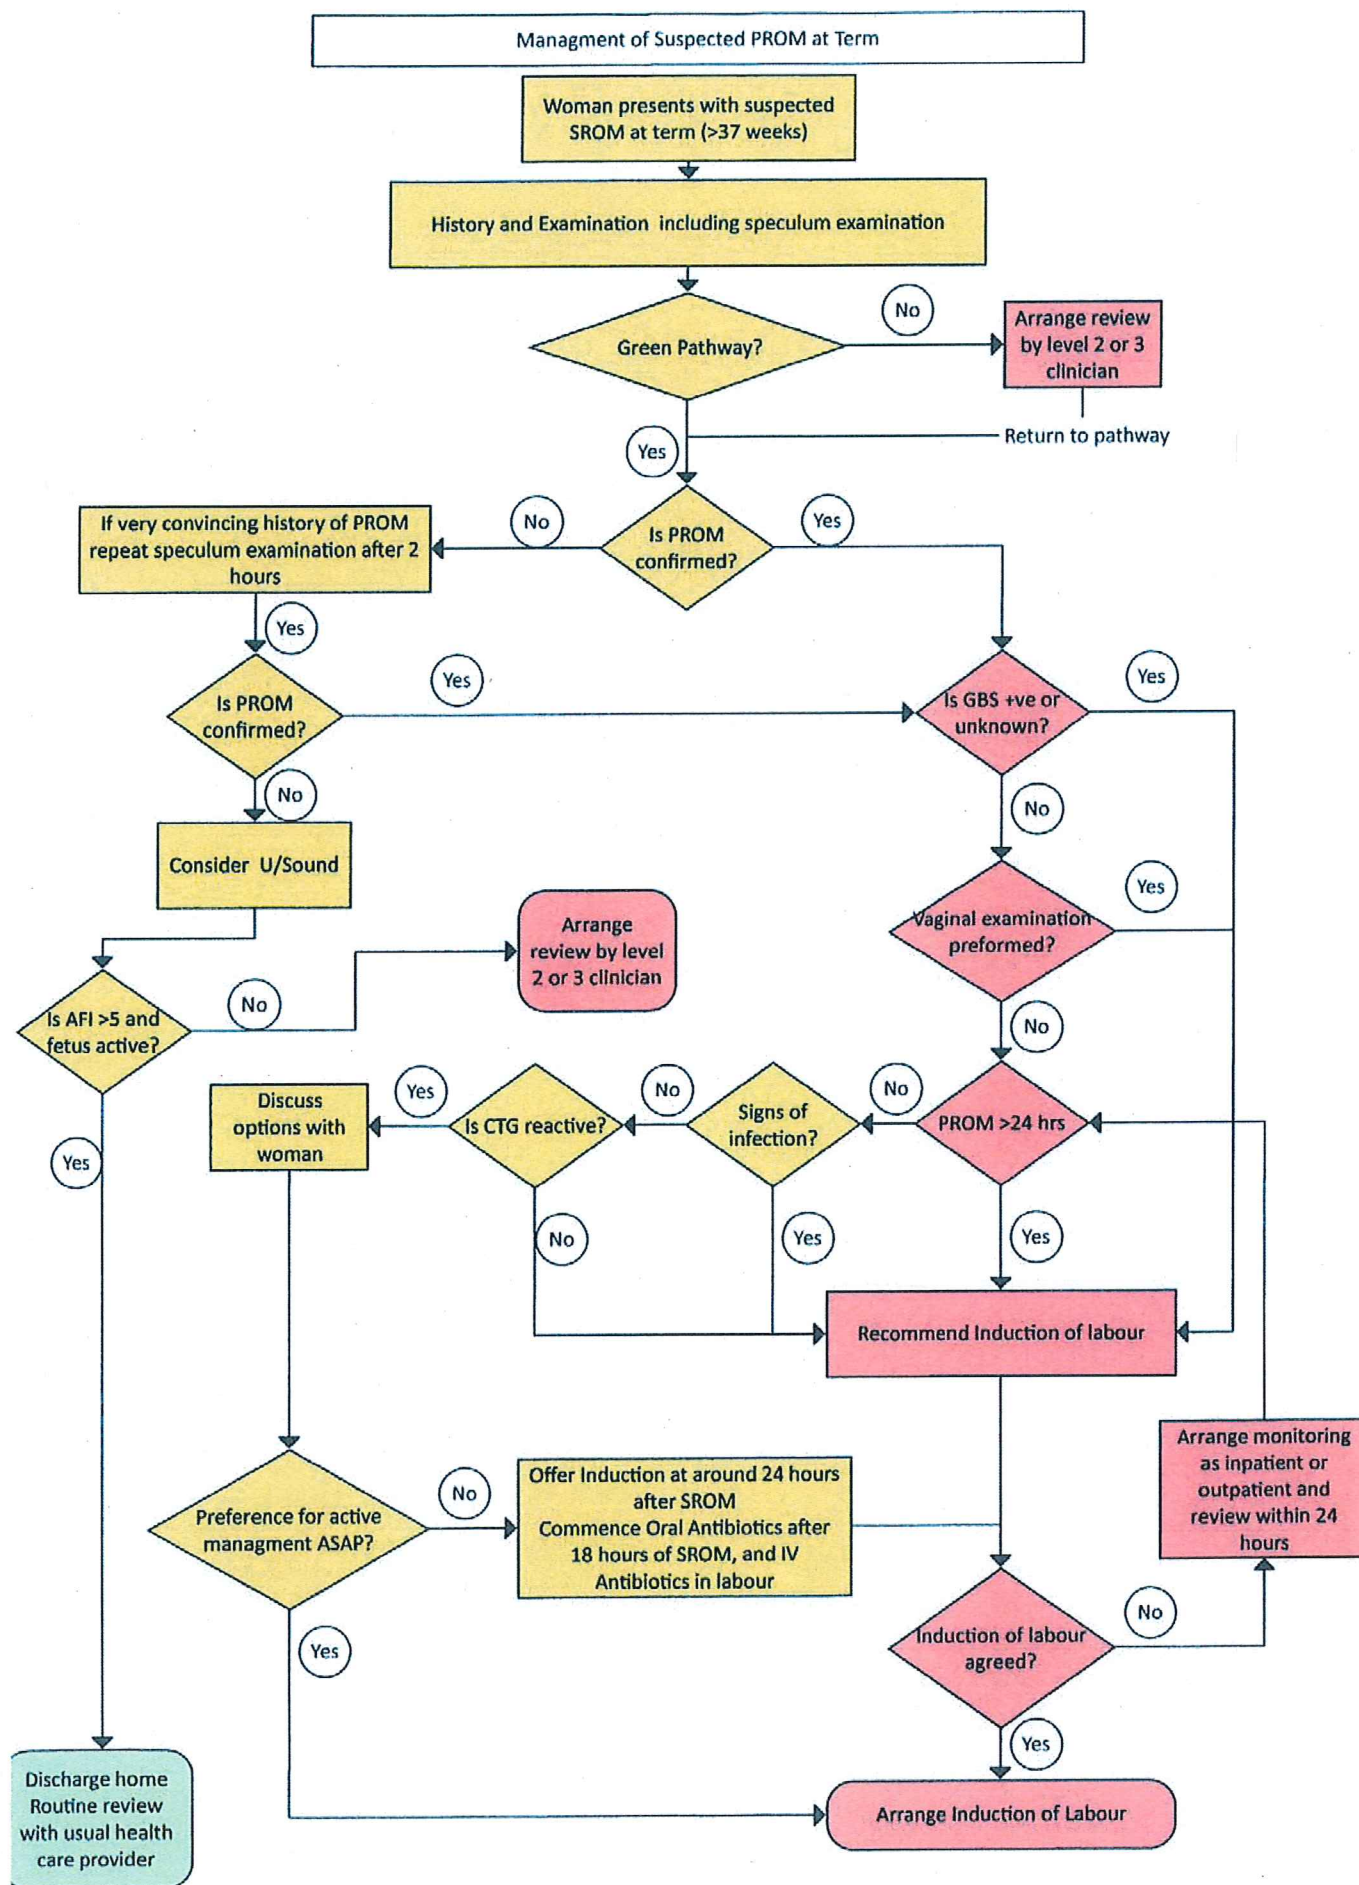 Managment of Suspected PROM at Term
Woman presents with suspected
SROM at term (>37 weeks)
History and Examination including speculum examination
Green Pathway?
No
Arrange review
by level 2 or 3
clinician
Return to pathway
Yes
Is PROM
confirmed?
No
Yes
If very convincing history of PROM
repeat speculum examination after 2
hours
Yes
Is PROM
confirmed?
Yes
Is GBS +ve or
unknown?
Yes
No
No
Consider U/Sound
Vaginal examination
preformed?
Yes
No
Arrange
review by level
2 or 3 clinician
Is AFI >5 and
fetus active?
No
Yes
Discuss
options with
woman
Yes
Is CTG reactive?
No
Signs of
infection?
No
PROM >24 hrs
No
Yes
Yes
Recommend Induction of labour
Arrange monitoring
as inpatient or
outpatient and
review within 24
hours
Preference for active
managment ASAP?
No
Offer Induction at around 24 hours
after SROM
Commence Oral Antibiotics after
18 hours of SROM, and IV
Antibiotics in labour
Yes
Induction of labour
agreed?
No
Yes
Discharge home
Routine review
with usual health
care provider
Arrange Induction of Labour